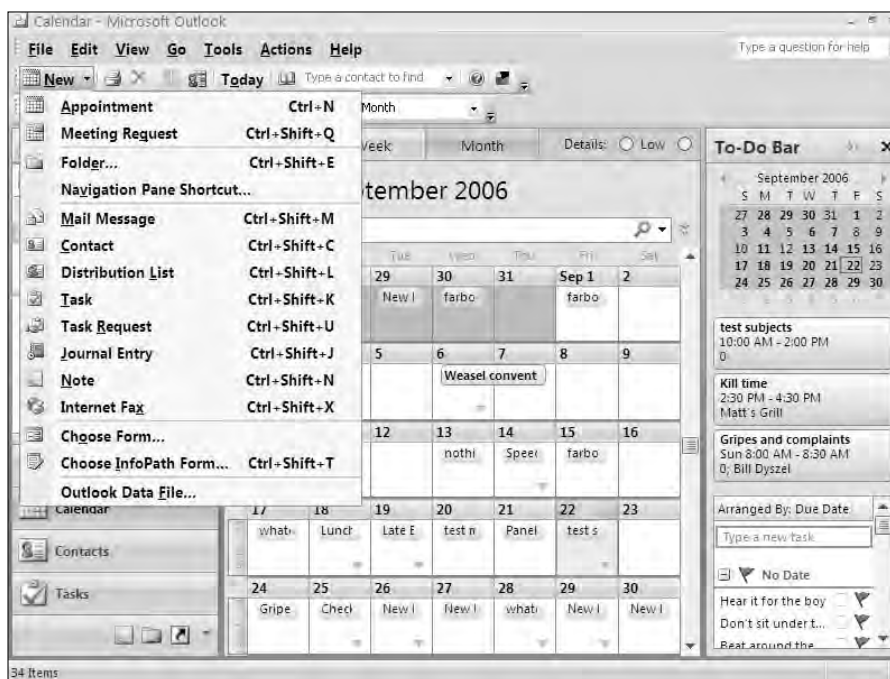 Calendar - Microsoft Outlook
File Edit View Go Tools Actions Help
Type a question for help
New Today Type a contact to find
Month
Appointment Ctrl+N
Meeting Request Ctrl+Shift+Q
Folder... Ctrl+Shift+E
Navigation Pane Shortcut...
Mail Message Ctrl+Shift+M
Contact Ctrl+Shift+C
Distribution List Ctrl+Shift+L
Task Ctrl+Shift+K
Task Request Ctrl+Shift+U
Journal Entry Ctrl+Shift+J
Note Ctrl+Shift+N
Internet Fax Ctrl+Shift+X
Choose Form...
Choose InfoPath Form... Ctrl+Shift+T
Outlook Data File...
Calendar
Contacts
Tasks
Week Month Details: Low
tember 2006
Tue Wed Thu Fri Sat
29 30 31 Sep 1 2
New I farbo farbo
5 6 7 8 9
Weasel convent
12 13 14 15 16
nothi Speec farbo
17 18 19 20 21 22 23
whati Lunch Late E test n Panel test s
24 25 26 27 28 29 30
Gripe Check New I New I whati New I New I
To-Do Bar
September 2006
S M T W T F S
27 28 29 30 31 1 2
3 4 5 6 7 8 9
10 11 12 13 14 15 16
17 18 19 20 21 22 23
24 25 26 27 28 29 30
test subjects
10:00 AM - 2:00 PM
0
Kill time
2:30 PM - 4:30 PM
Matt's Grill
Gripes and complaints
Sun 8:00 AM - 8:30 AM
0; Bill Dyszel
Arranged By: Due Date
Type a new task
No Date
Hear it for the boy
Don't sit under t...
Beat around the
34 Items